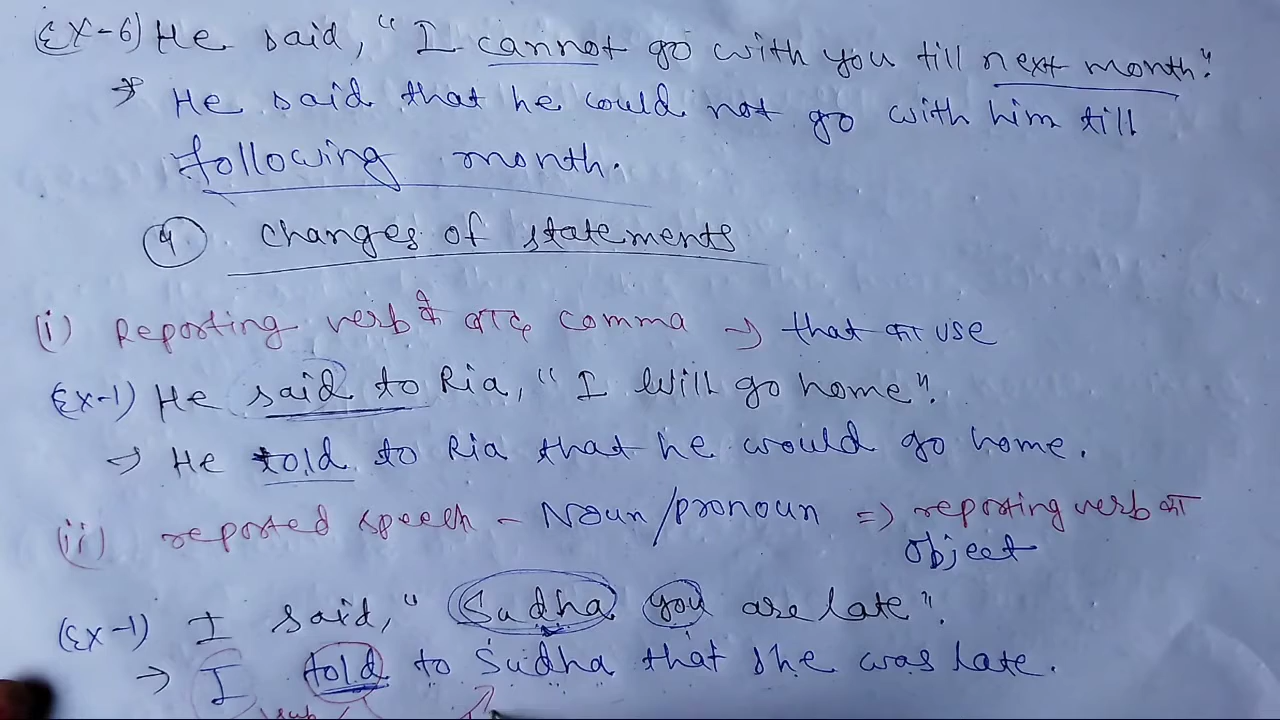 (Ex-6) He said, "I cannot go with you till next month".
→ He said that he could not go with him till
following month.
(4). changes of statements
(i) Reporting verb के बाद comma → that का use
(Ex-1) He said to Ria, "I will go home".
→ He told to Ria that he would go home.
(ii) reported speech - Noun/pronoun => reporting verb का
object
(Ex-1) I said, "Sudha you are late".
→ I told to Sudha that she was late.
sub